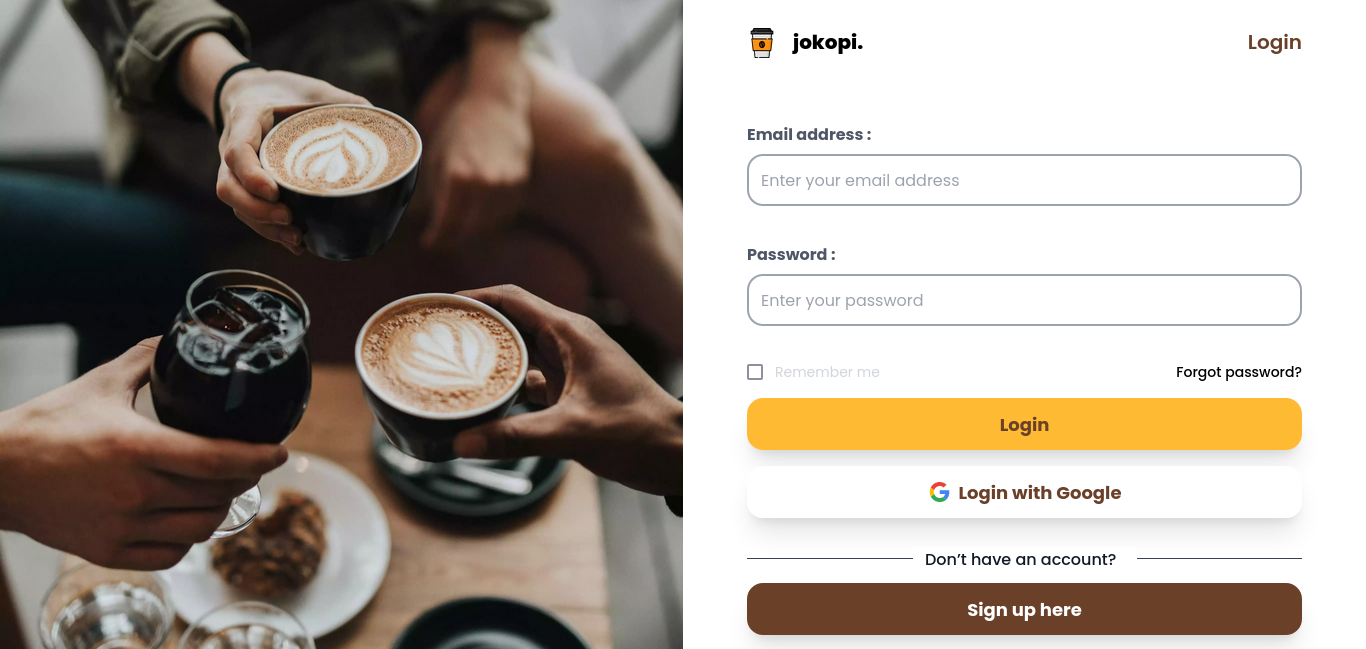 jokopi.
Login
Email address :
Enter your email address
Password :
Enter your password
Remember me
Forgot password?
Login
Login with Google
Don’t have an account?
Sign up here